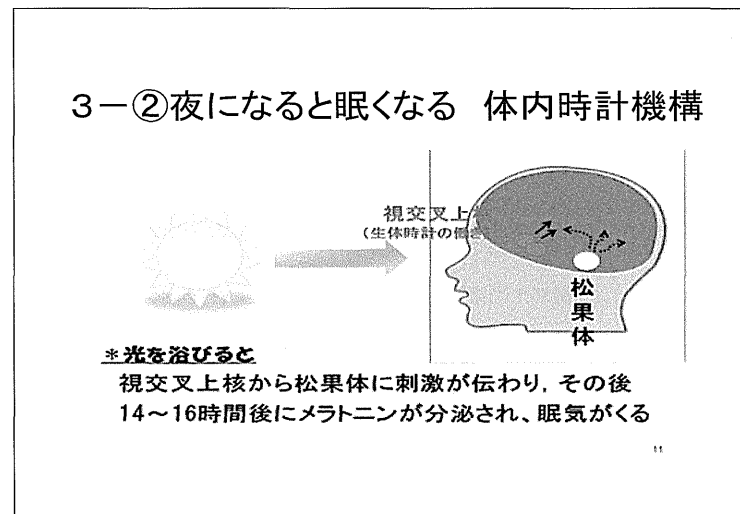 3－②夜になると眠くなる 体内時計機構
視交叉上
(生体時計の働き
松果体
＊光を浴びると
視交叉上核から松果体に刺激が伝わり，その後
14～16時間後にメラトニンが分泌され、眠気がくる
11